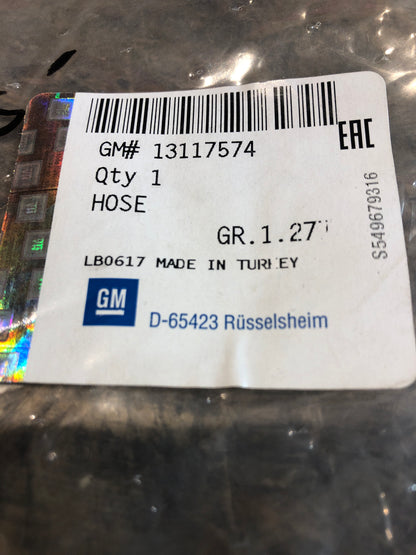 GM# 13117574
EAC
Qty 1
HOSE
GR.1.27
S549679316
LB0617 MADE IN TURKEY
GM
D-65423 Rüsselsheim